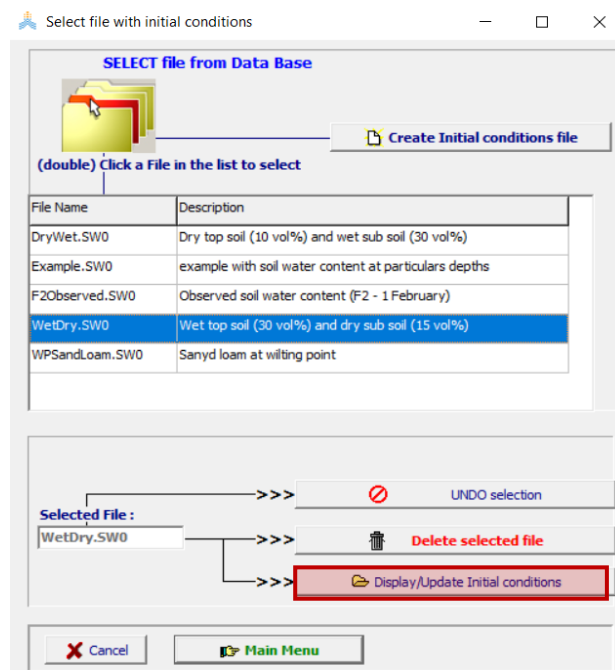 Select file with initial conditions
SELECT file from Data Base
Create Initial conditions file
(double) Click a File in the list to select
File Name Description
DryWet.SW0 Dry top soil (10 vol%) and wet sub soil (30 vol%)
Example.SW0 example with soil water content at particulars depths
F2Observed.SW0 Observed soil water content (F2 - 1 February)
WetDry.SW0 Wet top soil (30 vol%) and dry sub soil (15 vol%)
WPSandLoam.SW0 Sanyd loam at wilting point
>>> UNDO selection
Selected File :
WetDry.SW0 >>> Delete selected file
>>> Display/Update Initial conditions
Cancel Main Menu